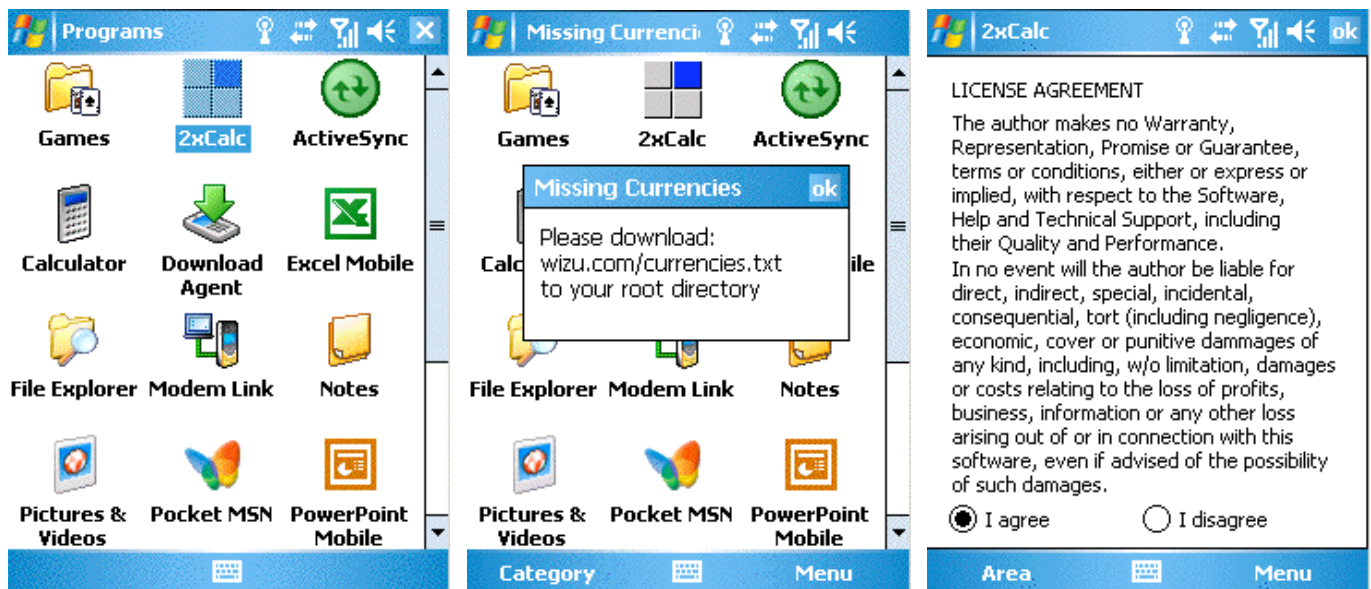 Programs
Games 2xCalc ActiveSync
Calculator Download Agent Excel Mobile
File Explorer Modem Link Notes
Pictures & Videos Pocket MSN PowerPoint Mobile
Missing Currenci
Games 2xCalc ActiveSync
Missing Currencies ok
Please download:
wizu.com/currencies.txt
to your root directory
Calc ile
File Explorer Modem Link Notes
Pictures & Videos Pocket MSN PowerPoint Mobile
Category Menu
2xCalc ok
LICENSE AGREEMENT
The author makes no Warranty,
Representation, Promise or Guarantee,
terms or conditions, either or express or
implied, with respect to the Software,
Help and Technical Support, including
their Quality and Performance.
In no event will the author be liable for
direct, indirect, special, incidental,
consequential, tort (including negligence),
economic, cover or punitive dammages of
any kind, including, w/o limitation, damages
or costs relating to the loss of profits,
business, information or any other loss
arising out of or in connection with this
software, even if advised of the possibility
of such damages.
I agree I disagree
Area Menu